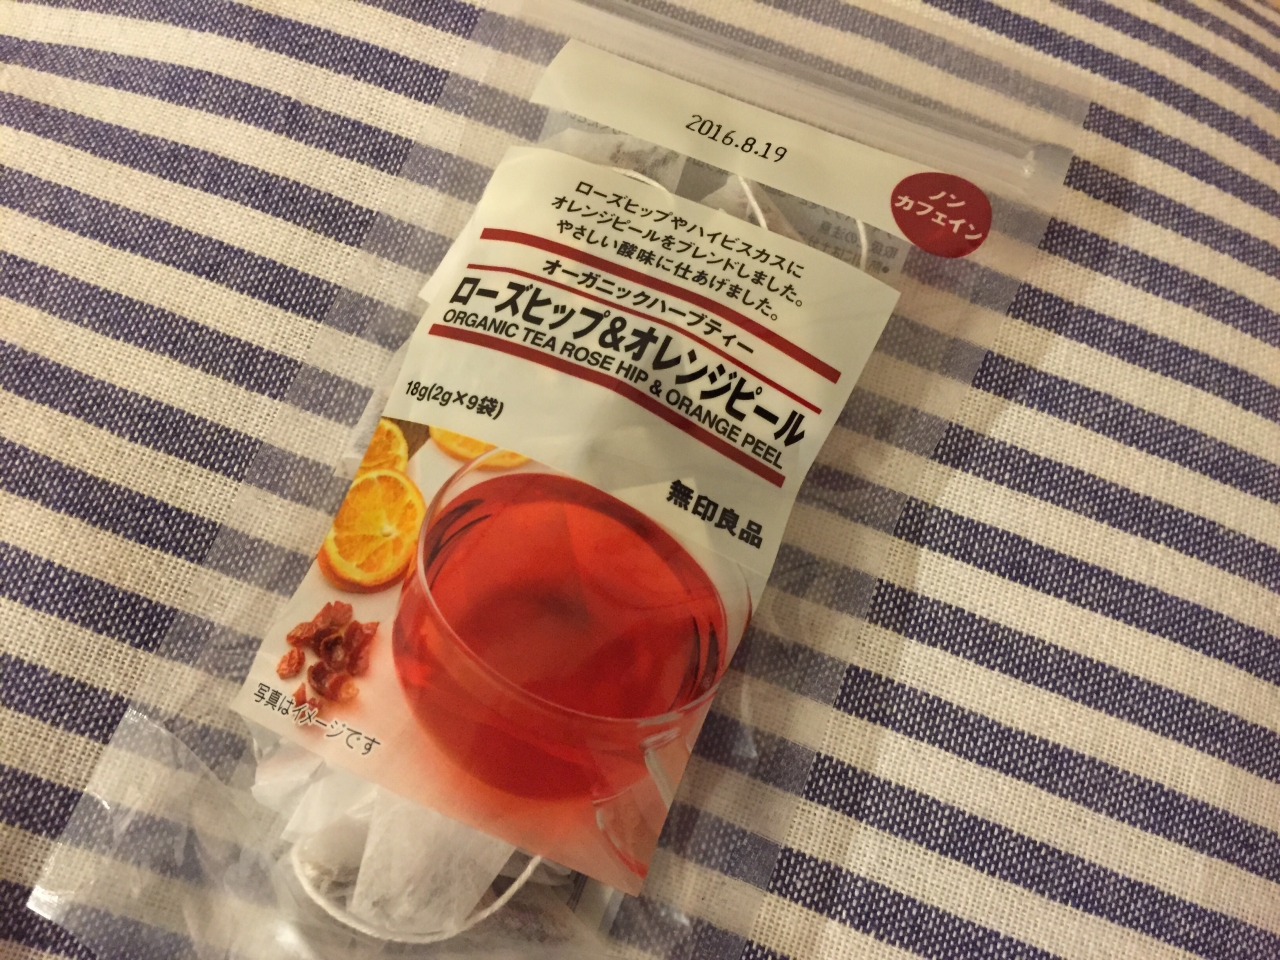 2016.8.19
ノン
カフェイン
ローズヒップやハイビスカスに
オレンジピールをブレンドしました。
やさしい酸味に仕あげました。
オーガニックハーブティー
ローズヒップ&オレンジピール
ORGANIC TEA ROSE HIP & ORANGE PEEL
18g(2g×9袋)
無印良品
写真はイメージです